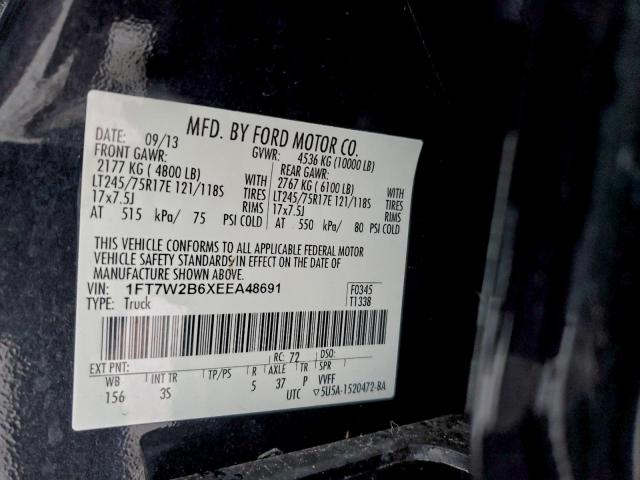 MFD. BY FORD MOTOR CO.
DATE: 09/13 GVWR: 4536 KG (10000 LB)
FRONT GAWR: REAR GAWR:
2177 KG ( 4800 LB) WITH 2767 KG ( 6100 LB) WITH
LT245/75R17E 121/118S TIRES LT245/75R17E 121/118S TIRES
17x7.5J RIMS 17x7.5J RIMS
AT 515 kPa/ 75 PSI COLD AT 550 kPa/ 80 PSI COLD
THIS VEHICLE CONFORMS TO ALL APPLICABLE FEDERAL MOTOR
VEHICLE SAFETY STANDARDS IN EFFECT ON THE DATE OF
MANUFACTURE SHOWN ABOVE.
VIN: 1FT7W2B6XEEA48691 F0345
TYPE: Truck T1338
EXT PNT: RC: 72 DSO:
WB INT TR TP/PS R AXLE TR SPR
156 3S 5 37 P VVFF
UTC ▽5U5A-1520472-BA